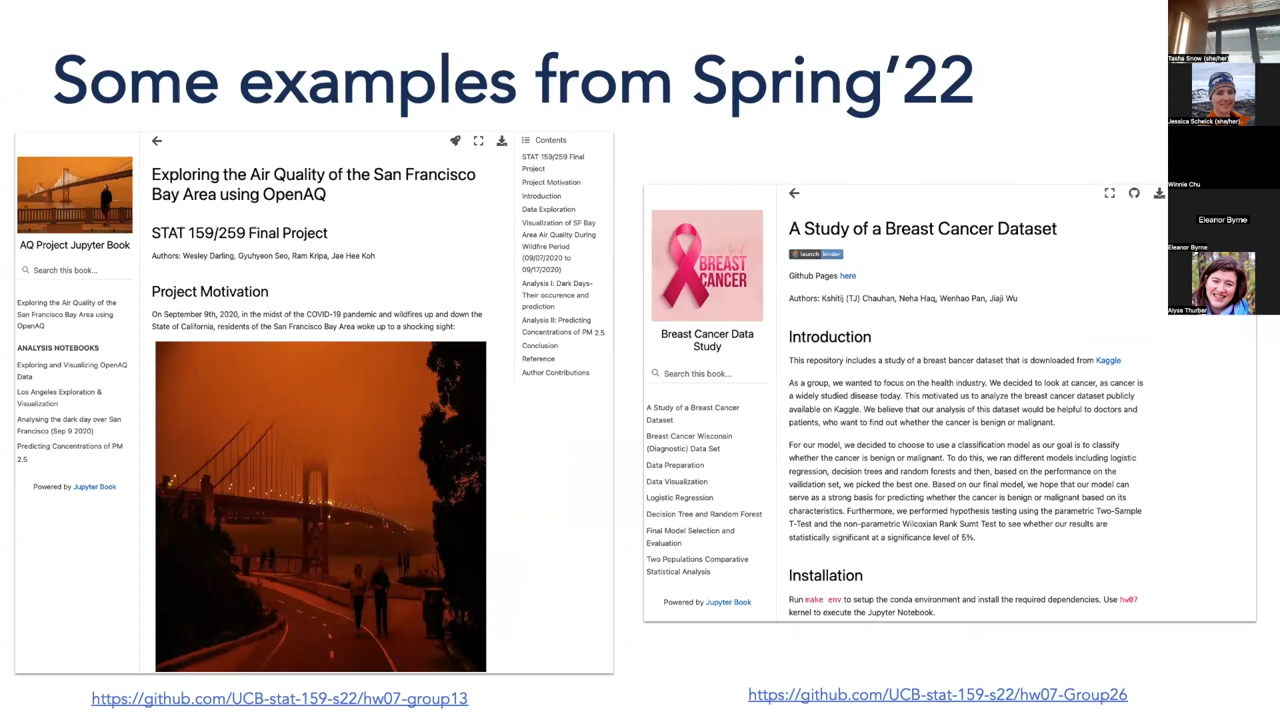 Some examples from Spring'22
AQ Project Jupyter Book
Search this book...
Exploring the Air Quality of the
San Francisco Bay Area using
OpenAQ
ANALYSIS NOTEBOOKS
Exploring and Visualizing OpenAQ
Data
Los Angeles Exploration &
Visualization
Analysing the dark day over San
Francisco (Sep 9 2020)
Predicting Concentrations of PM
2.5
Powered by Jupyter Book
Exploring the Air Quality of the San Francisco
Bay Area using OpenAQ
STAT 159/259 Final Project
Authors: Wesley Darling, Gyuhyeon Seo, Ram Kripa, Jae Hee Koh
Project Motivation
On September 9th, 2020, in the midst of the COVID-19 pandemic and wildfires up and down the
State of California, residents of the San Francisco Bay Area woke up to a shocking sight:
Contents
STAT 159/259 Final
Project
Project Motivation
Introduction
Data Exploration
Visualization of SF Bay
Area Air Quality During
Wildfire Period
(09/07/2020 to
09/17/2020)
Analysis I: Dark Days-
Their occurence and
prediction
Analysis II: Predicting
Concentrations of PM 2.5
Conclusion
Reference
Author Contributions
https://github.com/UCB-stat-159-s22/hw07-group13
BREAST
CANCER
Breast Cancer Data
Study
Search this book...
A Study of a Breast Cancer
Dataset
Breast Cancer Wisconsin
(Diagnostic) Data Set
Data Preparation
Data Visualization
Logistic Regression
Decision Tree and Random Forest
Final Model Selection and
Evaluation
Two Populations Comparative
Statistical Analysis
Powered by Jupyter Book
A Study of a Breast Cancer Dataset
launch binder
Github Pages here
Authors: Kshitij (TJ) Chauhan, Neha Haq, Wenhao Pan, Jiaji Wu
Introduction
This repository includes a study of a breast bancer dataset that is downloaded from Kaggle
As a group, we wanted to focus on the health industry. We decided to look at cancer, as cancer is
a widely studied disease today. This motivated us to analyze the breast cancer dataset publicly
available on Kaggle. We believe that our analysis of this dataset would be helpful to doctors and
patients, who want to find out whether the cancer is benign or malignant.
For our model, we decided to choose to use a classification model as our goal is to classify
whether the cancer is benign or malignant. To do this, we ran different models including logistic
regression, decision trees and random forests and then, based on the performance on the
vailidation set, we picked the best one. Based on our final model, we hope that our model can
serve as a strong basis for predicting whether the cancer is benign or malignant based on its
characteristics. Furthermore, we performed hypothesis testing using the parametric Two-Sample
T-Test and the non-parametric Wilcoxian Rank Sumt Test to see whether our results are
statistically significant at a significance level of 5%.
Installation
Run make env to setup the conda environment and install the required dependencies. Use hw07
kernel to execute the Jupyter Notebook.
https://github.com/UCB-stat-159-s22/hw07-Group26
Tasha Snow (she/her)
Jessica Scheick (she/her)
Winnie Chu
Eleanor Byrne
Eleanor Byrne
Alyse Thurber